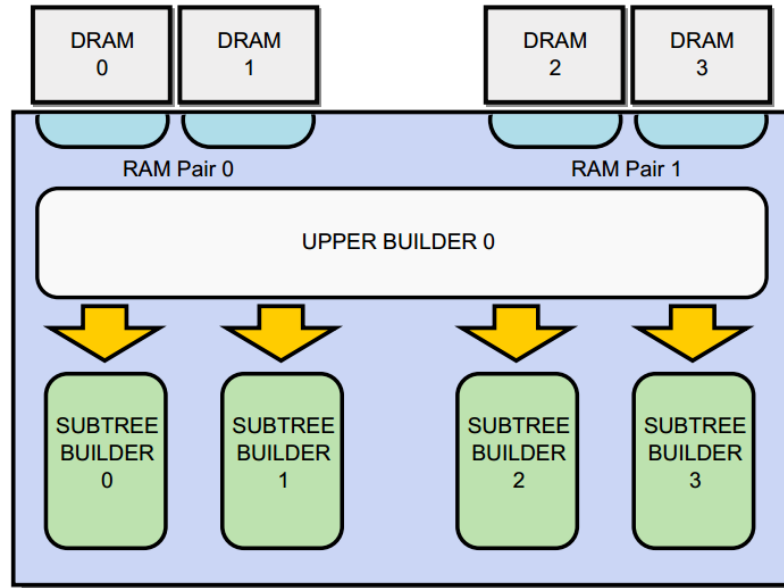 DRAM
0
DRAM
1
DRAM
2
DRAM
3
RAM Pair 0
RAM Pair 1
UPPER BUILDER 0
SUBTREE
BUILDER
0
SUBTREE
BUILDER
1
SUBTREE
BUILDER
2
SUBTREE
BUILDER
3